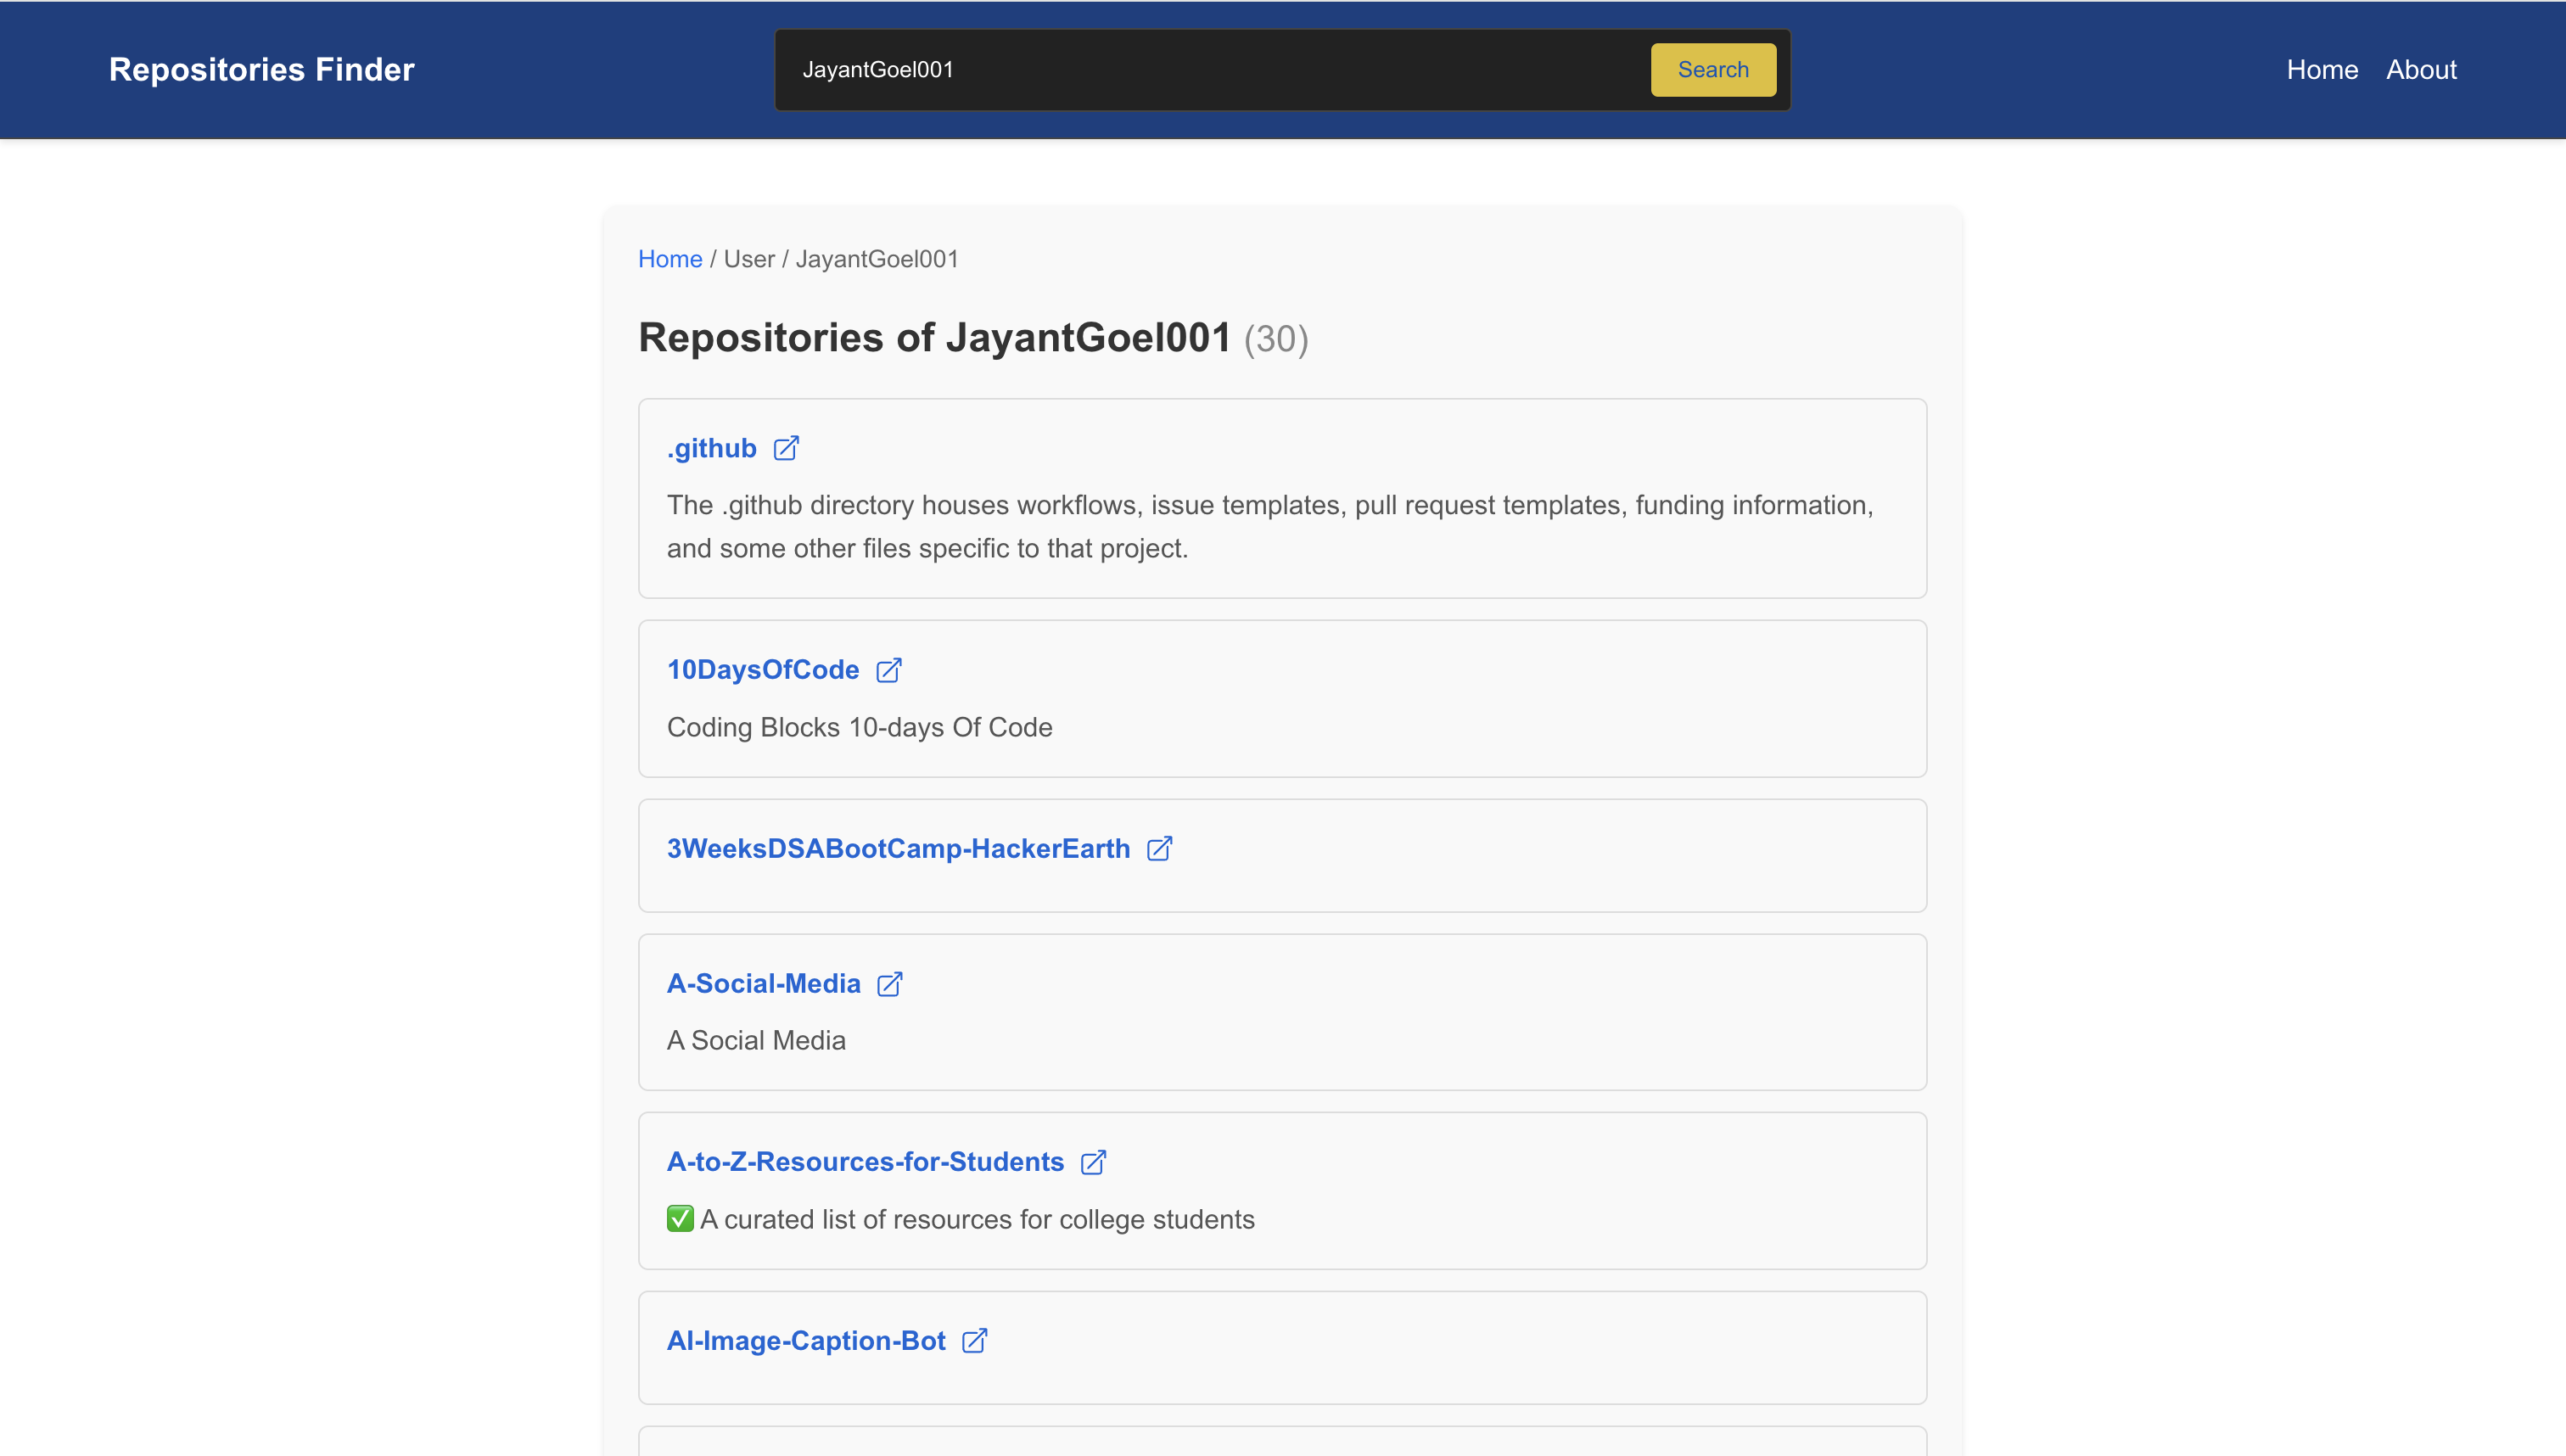 Repositories Finder
JayantGoel001
Search
Home
About
Home / User / JayantGoel001
Repositories of JayantGoel001 (30)
.github
The .github directory houses workflows, issue templates, pull request templates, funding information,
and some other files specific to that project.
10DaysOfCode
Coding Blocks 10-days Of Code
3WeeksDSABootCamp-HackerEarth
A-Social-Media
A Social Media
A-to-Z-Resources-for-Students
✅ A curated list of resources for college students
AI-Image-Caption-Bot